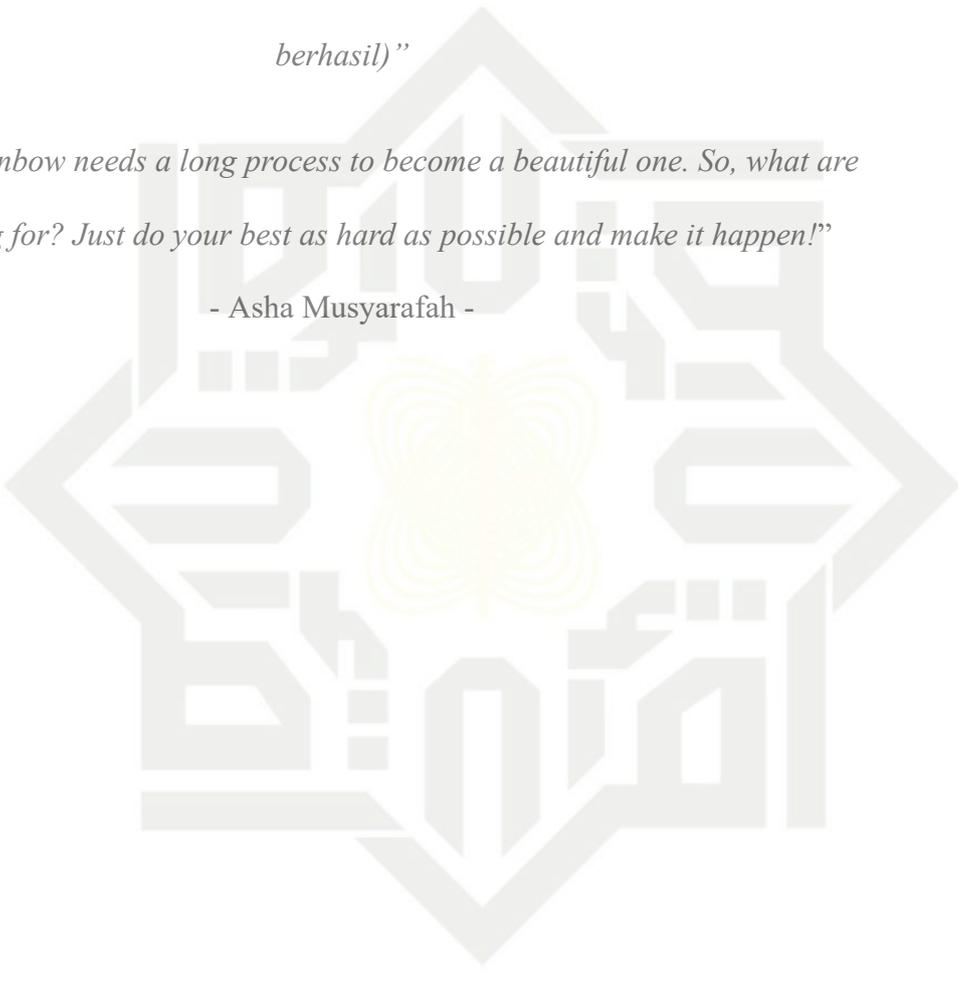 berhasil)”
nbow needs a long process to become a beautiful one. So, what are
for? Just do your best as hard as possible and make it happen!”
- Asha Musyarafah -